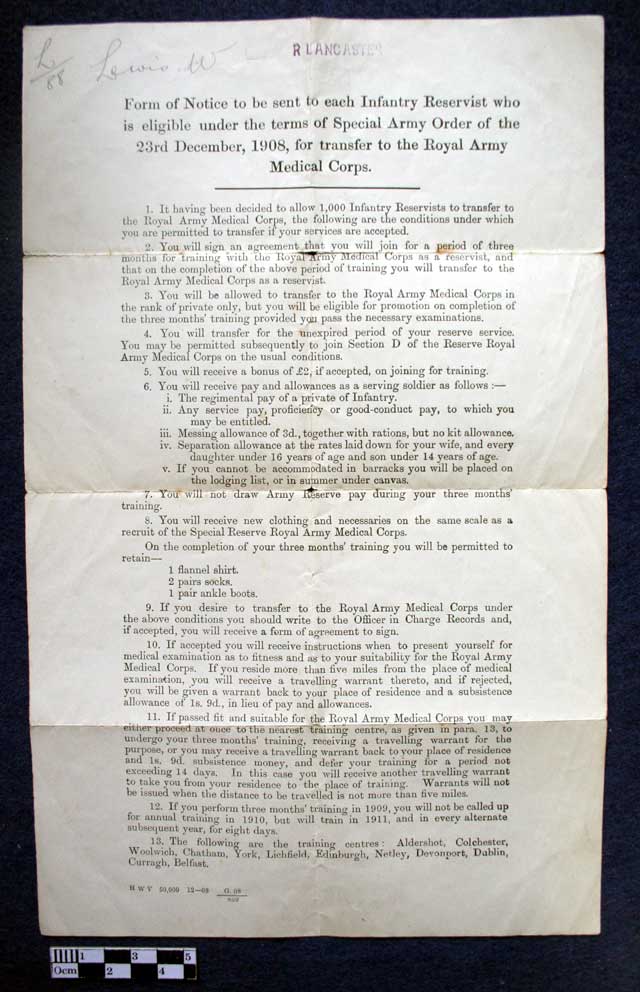 L/88 Lewis W
R LANCASTER
Form of Notice to be sent to each Infantry Reservist who
is eligible under the terms of Special Army Order of the
23rd December, 1908, for transfer to the Royal Army
Medical Corps.
1. It having been decided to allow 1,000 Infantry Reservists to transfer to
the Royal Army Medical Corps, the following are the conditions under which
you are permitted to transfer if your services are accepted.
2. You will sign an agreement that you will join for a period of three
months for training with the Royal Army Medical Corps as a reservist, and
that on the completion of the above period of training you will transfer to the
Royal Army Medical Corps as a reservist.
3. You will be allowed to transfer to the Royal Army Medical Corps in
the rank of private only, but you will be eligible for promotion on completion of
the three months' training provided you pass the necessary examinations.
4. You will transfer for the unexpired period of your reserve service.
You may be permitted subsequently to join Section D of the Reserve Royal
Army Medical Corps on the usual conditions.
5. You will receive a bonus of £2, if accepted, on joining for training.
6. You will receive pay and allowances as a serving soldier as follows :—
i. The regimental pay of a private of Infantry.
ii. Any service pay, proficiency or good-conduct pay, to which you
may be entitled.
iii. Messing allowance of 3d., together with rations, but no kit allowance.
iv. Separation allowance at the rates laid down for your wife, and every
daughter under 16 years of age and son under 14 years of age.
v. If you cannot be accommodated in barracks you will be placed on
the lodging list, or in summer under canvas.
7. You will not draw Army Reserve pay during your three months'
training.
8. You will receive new clothing and necessaries on the same scale as a
recruit of the Special Reserve Royal Army Medical Corps.
On the completion of your three months' training you will be permitted to
retain—
1 flannel shirt.
2 pairs socks.
1 pair ankle boots.
9. If you desire to transfer to the Royal Army Medical Corps under
the above conditions you should write to the Officer in Charge Records and,
if accepted, you will receive a form of agreement to sign.
10. If accepted you will receive instructions when to present yourself for
medical examination as to fitness and as to your suitability for the Royal Army
Medical Corps. If you reside more than five miles from the place of medical
examination, you will receive a travelling warrant thereto, and if rejected,
you will be given a warrant back to your place of residence and a subsistence
allowance of 1s. 9d., in lieu of pay and allowances.
11. If passed fit and suitable for the Royal Army Medical Corps you may
either proceed at once to the nearest training centre, as given in para. 13, to
undergo your three months' training, receiving a travelling warrant for the
purpose, or you may receive a travelling warrant back to your place of residence
and 1s. 9d. subsistence money, and defer your training for a period not
exceeding 14 days. In this case you will receive another travelling warrant
to take you from your residence to the place of training. Warrants will not
be issued when the distance to be travelled is not more than five miles.
12. If you perform three months' training in 1909, you will not be called up
for annual training in 1910, but will train in 1911, and in every alternate
subsequent year, for eight days.
13. The following are the training centres: Aldershot, Colchester,
Woolwich, Chatham, York, Lichfield, Edinburgh, Netley, Devonport, Dublin,
Curragh, Belfast.
H W V 50,000 12—08 G. 08
0cm 1 2 3 4 5